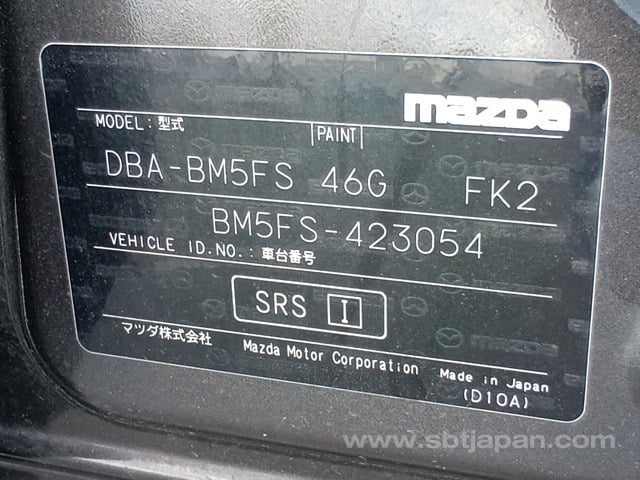 mazda
MODEL : 型式 PAINT
DBA-BM5FS 46G FK2
BM5FS-423054
VEHICLE ID.NO. : 車台番号
SRS I
マツダ株式会社 Mazda Motor Corporation Made in Japan
(D10A)
www.sbtjapan.com